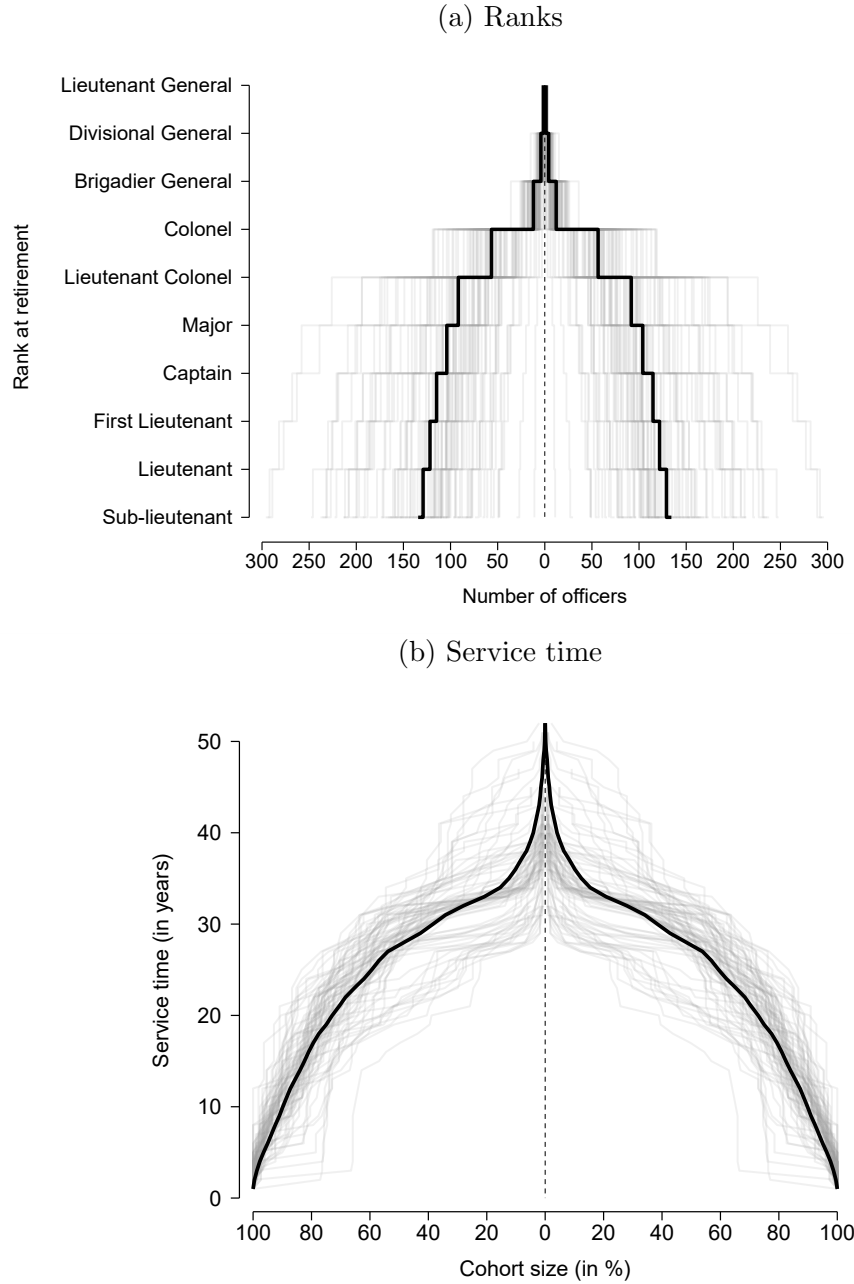 (a) Ranks
Lieutenant General
Divisional General
Brigadier General
Colonel
Lieutenant Colonel
Major
Captain
First Lieutenant
Lieutenant
Sub-lieutenant
Rank at retirement
300 250 200 150 100 50 0 50 100 150 200 250 300
Number of officers
(b) Service time
50
40
30
20
10
0
Service time (in years)
100 80 60 40 20 0 20 40 60 80 100
Cohort size (in %)